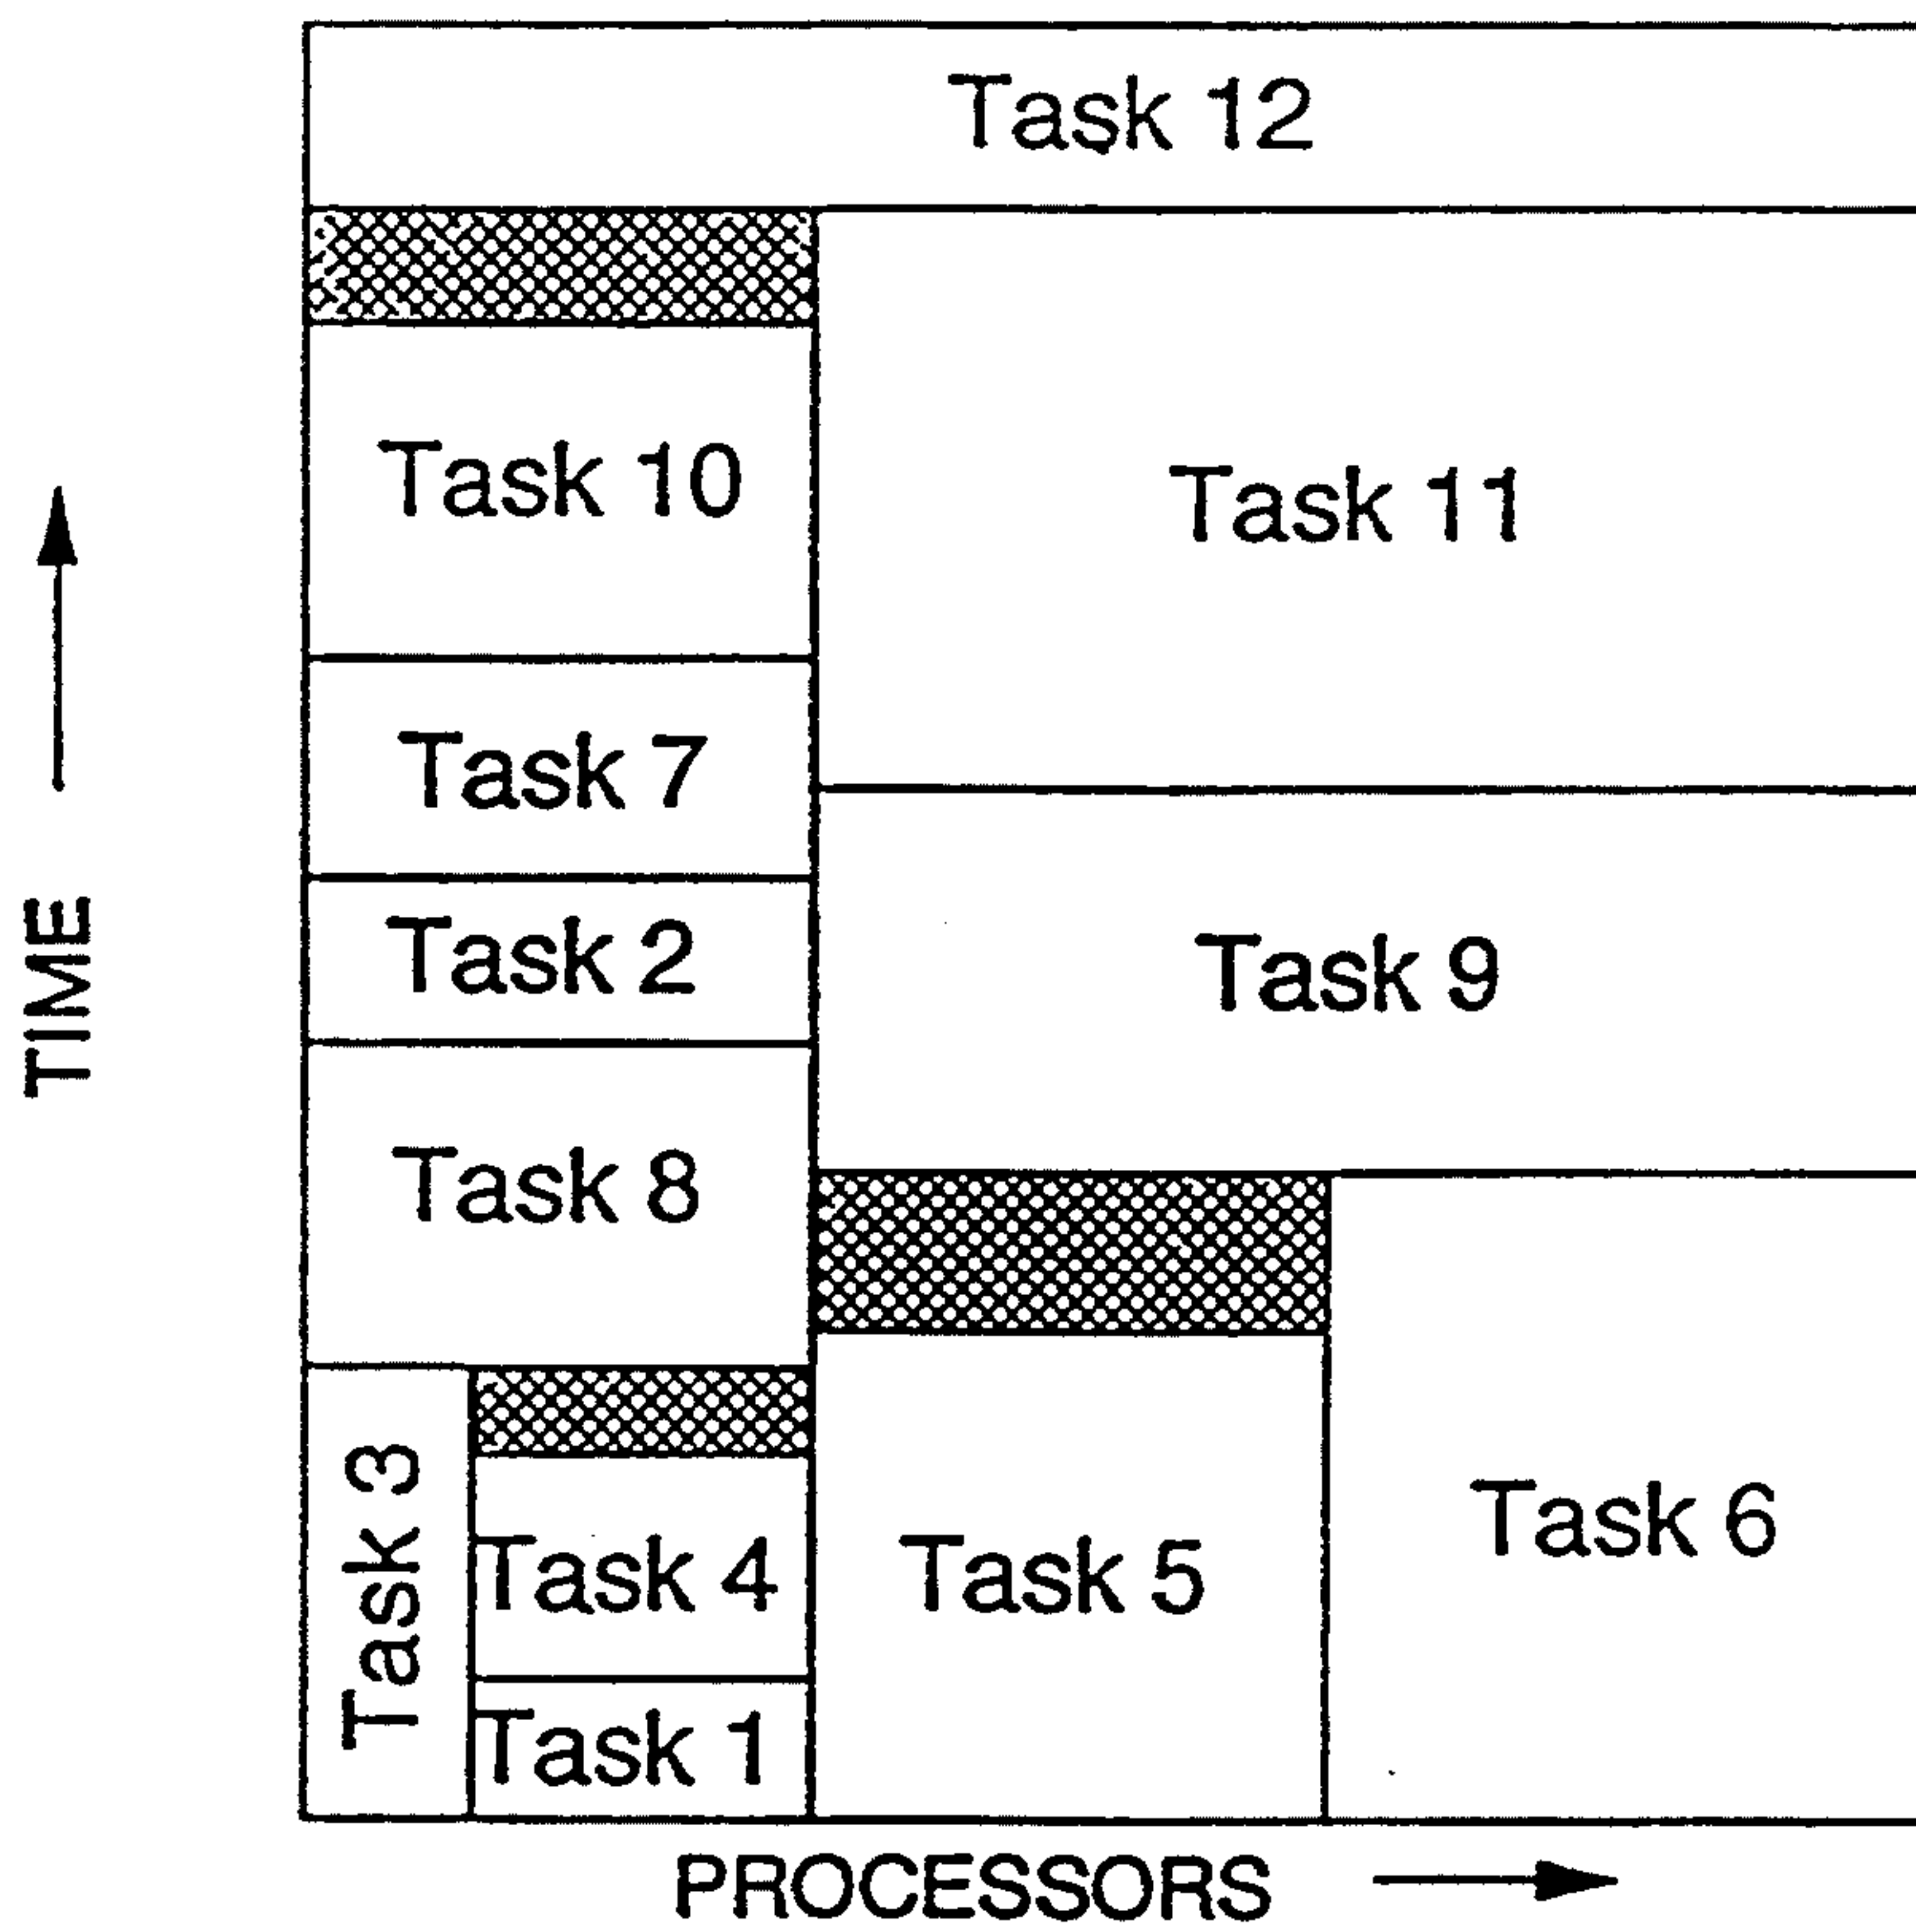 Task 12
Task 10
Task 11
Task 7
Task 2
Task 9
Task 8
Task 3
Task 4
Task 5
Task 6
Task 1
TIME
PROCESSORS